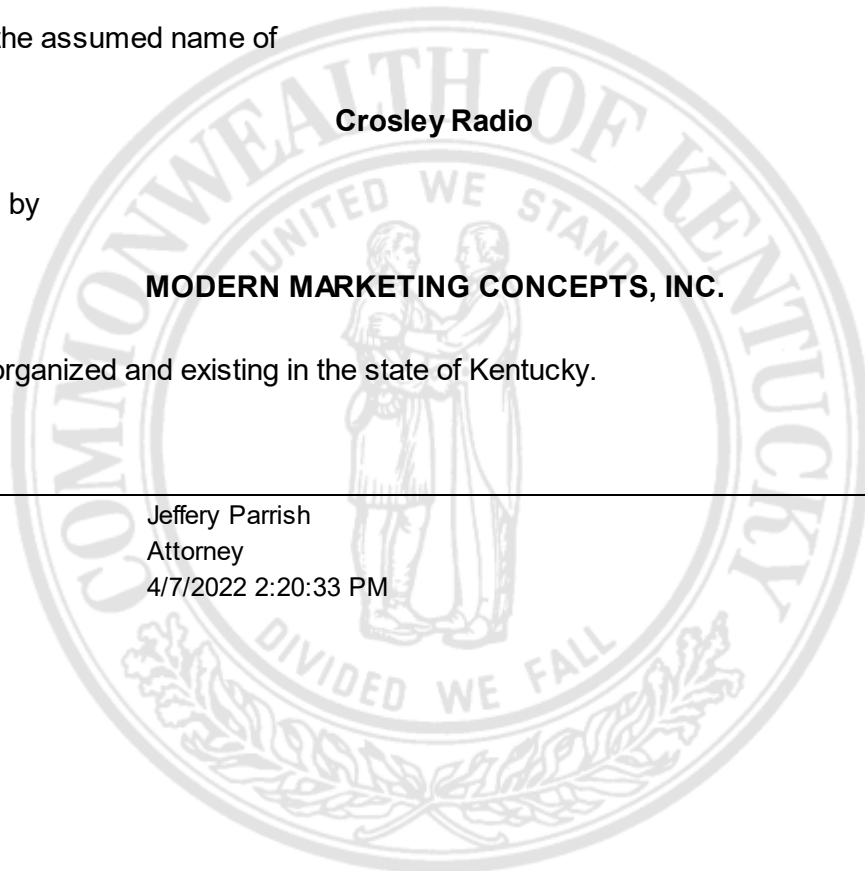 the assumed name of
Crosley Radio
by
MODERN MARKETING CONCEPTS, INC.
organized and existing in the state of Kentucky.
Jeffery Parrish
Attorney
4/7/2022 2:20:33 PM
COMMONWEALTH OF KENTUCKY
UNITED WE STAND
DIVIDED WE FALL